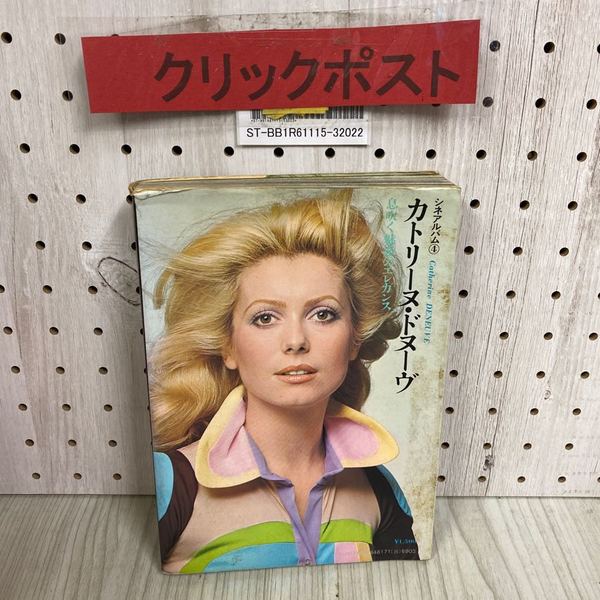 クリックポスト
ST-BB1R61115-32022
シネアルバム④
カトリーヌ・ドヌーヴ
Catherine DENEUVE